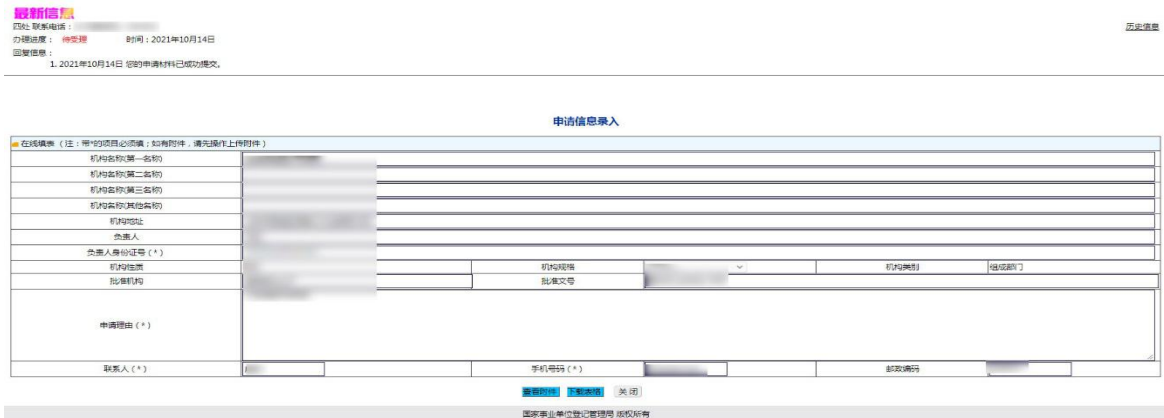 最新信息
四处 联系电话：
办理进度： 待受理 时间：2021年10月14日
历史信息
回复信息：
1. 2021年10月14日 您的申请材料已成功提交。
申请信息录入
在线填表（注：带*的项目必须填；如有附件，请先操作上传附件）
机构名称(第一名称)
机构名称(第二名称)
机构名称(第三名称)
机构名称(其他名称)
机构地址
负责人
负责人身份证号 ( * )
机构性质 机构规格 机构类别 组成部门
批准机构 批准文号
申请理由 ( * )
联系人 ( * ) 手机号码 ( * ) 邮政编码
查看附件 下载表格 关闭
国家事业单位登记管理局 版权所有